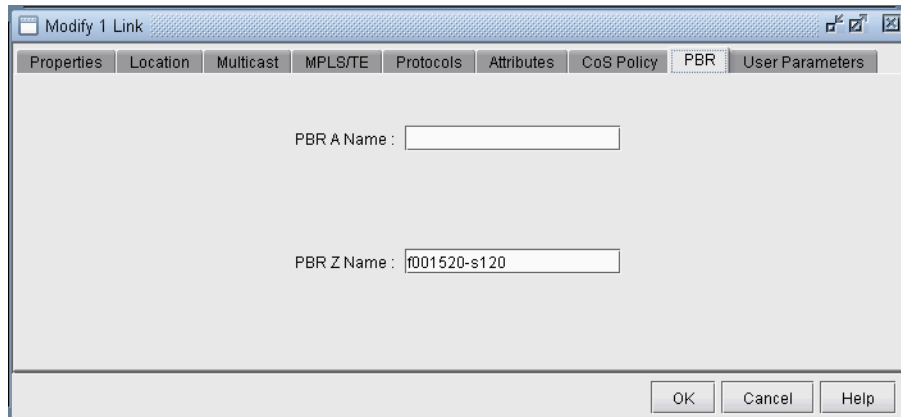 Modify 1 Link
Properties Location Multicast MPLS/TE Protocols Attributes CoS Policy PBR User Parameters
PBR A Name :
PBR Z Name : f001520-s120
OK Cancel Help